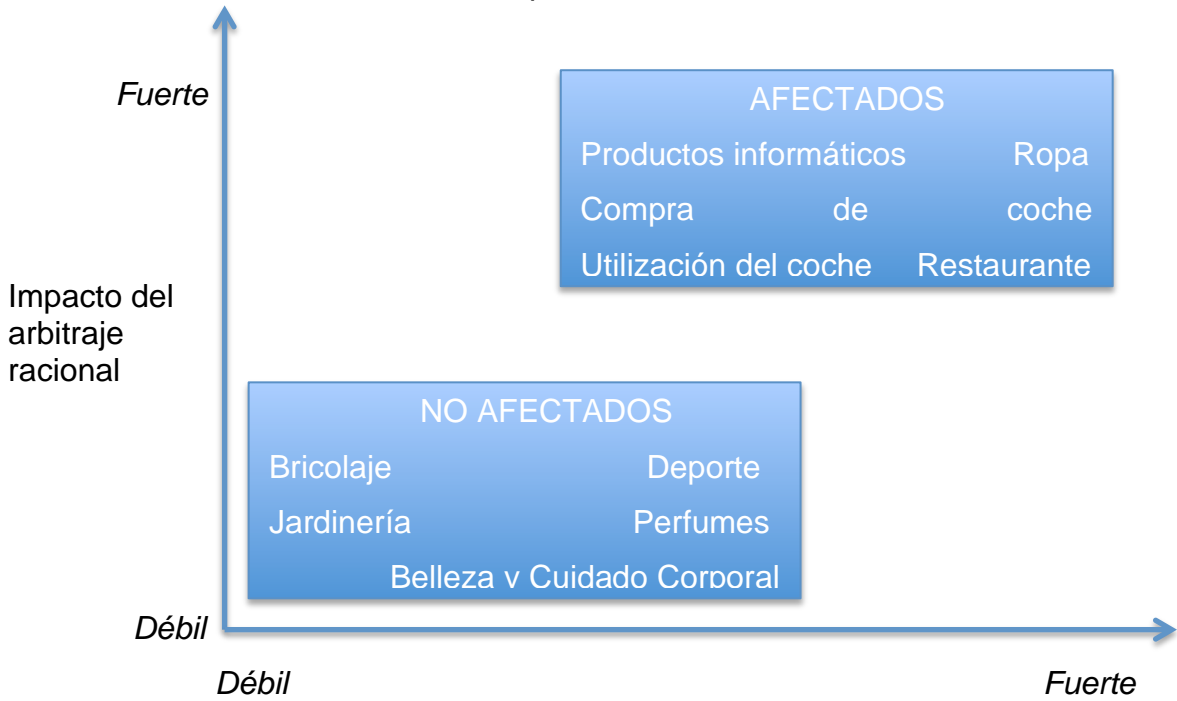 Fuerte
AFECTADOS
Productos informáticos Ropa
Compra de coche
Utilización del coche Restaurante
Impacto del
arbitraje
racional
NO AFECTADOS
Bricolaje Deporte
Jardinería Perfumes
Belleza y Cuidado Corporal
Débil
Débil Fuerte